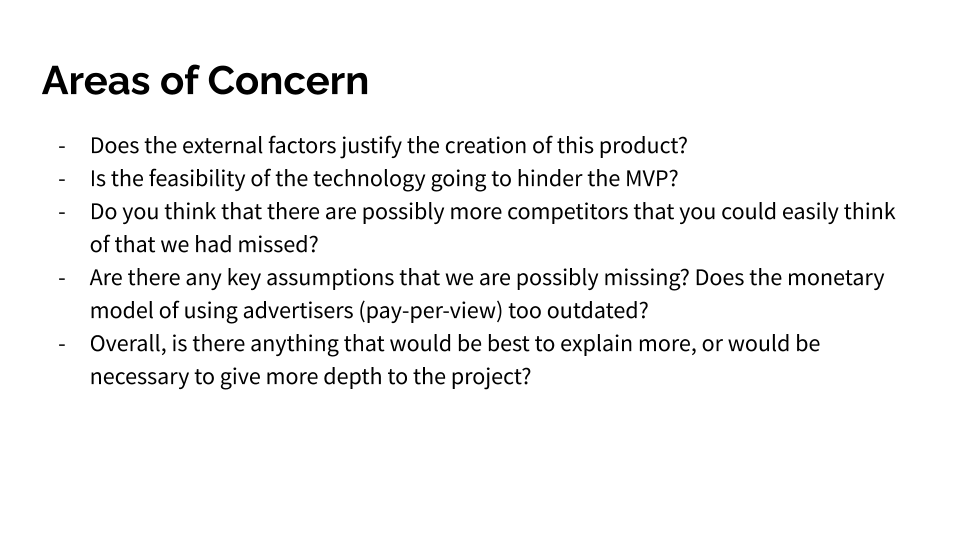 Areas of Concern
- Does the external factors justify the creation of this product?
- Is the feasibility of the technology going to hinder the MVP?
- Do you think that there are possibly more competitors that you could easily think
of that we had missed?
- Are there any key assumptions that we are possibly missing? Does the monetary
model of using advertisers (pay-per-view) too outdated?
- Overall, is there anything that would be best to explain more, or would be
necessary to give more depth to the project?